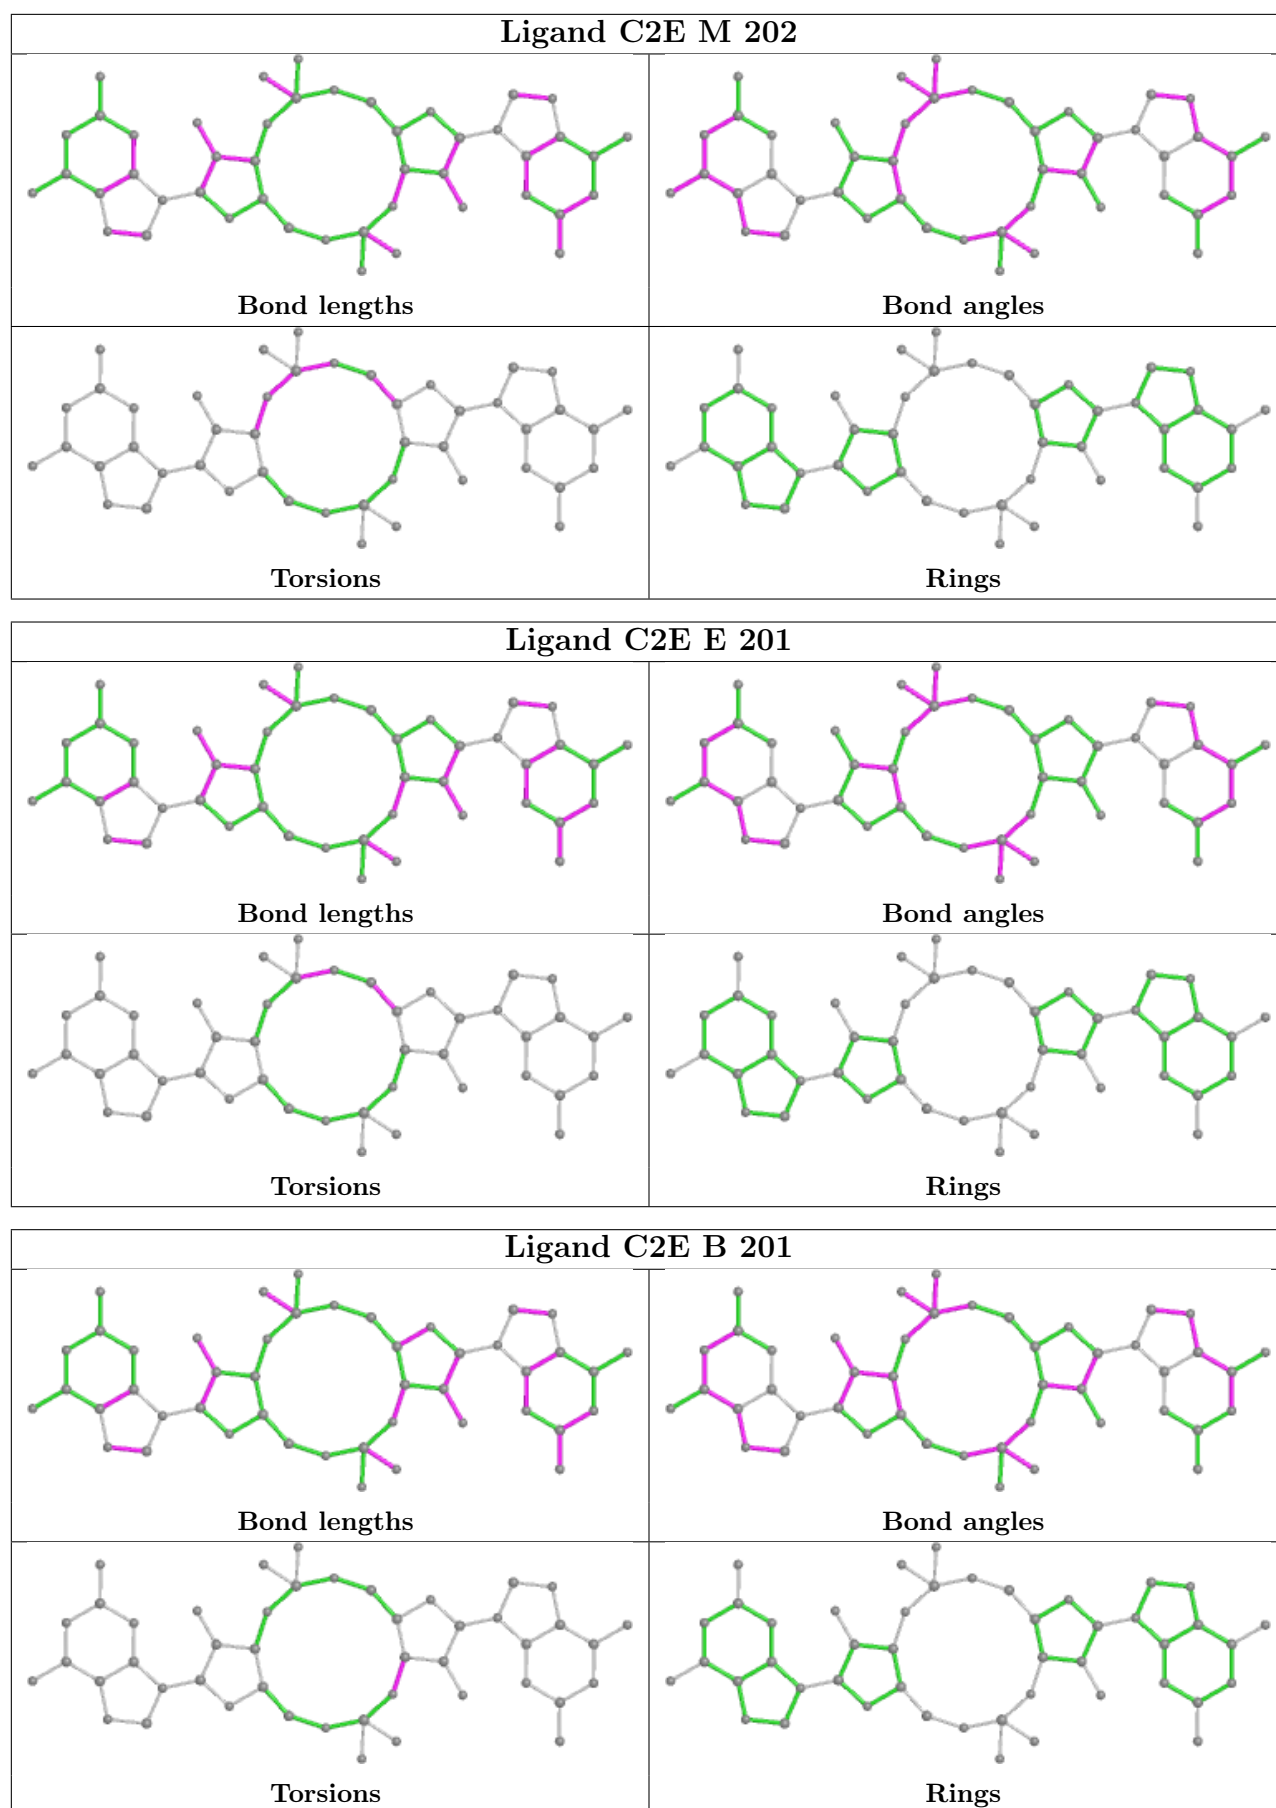 Ligand C2E M 202
Bond lengths
Bond angles
Torsions
Rings
Ligand C2E E 201
Bond lengths
Bond angles
Torsions
Rings
Ligand C2E B 201
Bond lengths
Bond angles
Torsions
Rings